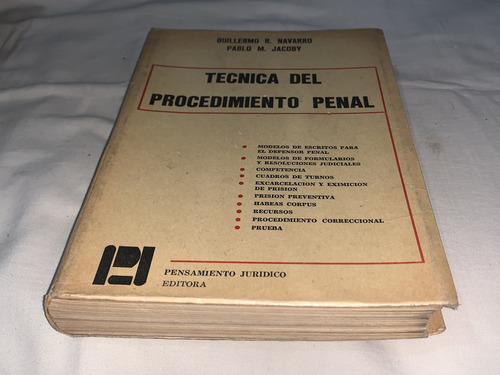 GUILLERMO R. NAVARRO
PABLO M. JACOBY
TECNICA DEL
PROCEDIMIENTO PENAL
MODELOS DE ESCRITOS PARA
EL DEFENSOR PENAL
MODELOS DE FORMULARIOS
Y RESOLUCIONES JUDICIALES
COMPETENCIA
CUADROS DE TURNOS
EXCARCELACION Y EXIMICION
DE PRISION
PRISION PREVENTIVA
HABEAS CORPUS
RECURSOS
PROCEDIMIENTO CORRECCIONAL
PRUEBA
PENSAMIENTO JURIDICO
EDITORA